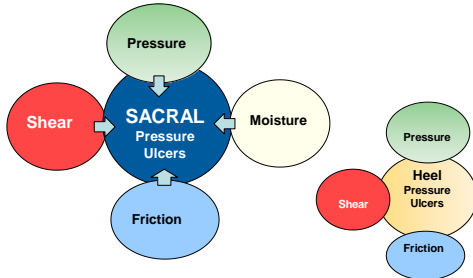 Pressure
Shear
SACRAL
Pressure
Ulcers
Moisture
Friction
Pressure
Heel
Pressure
Ulcers
Shear
Friction